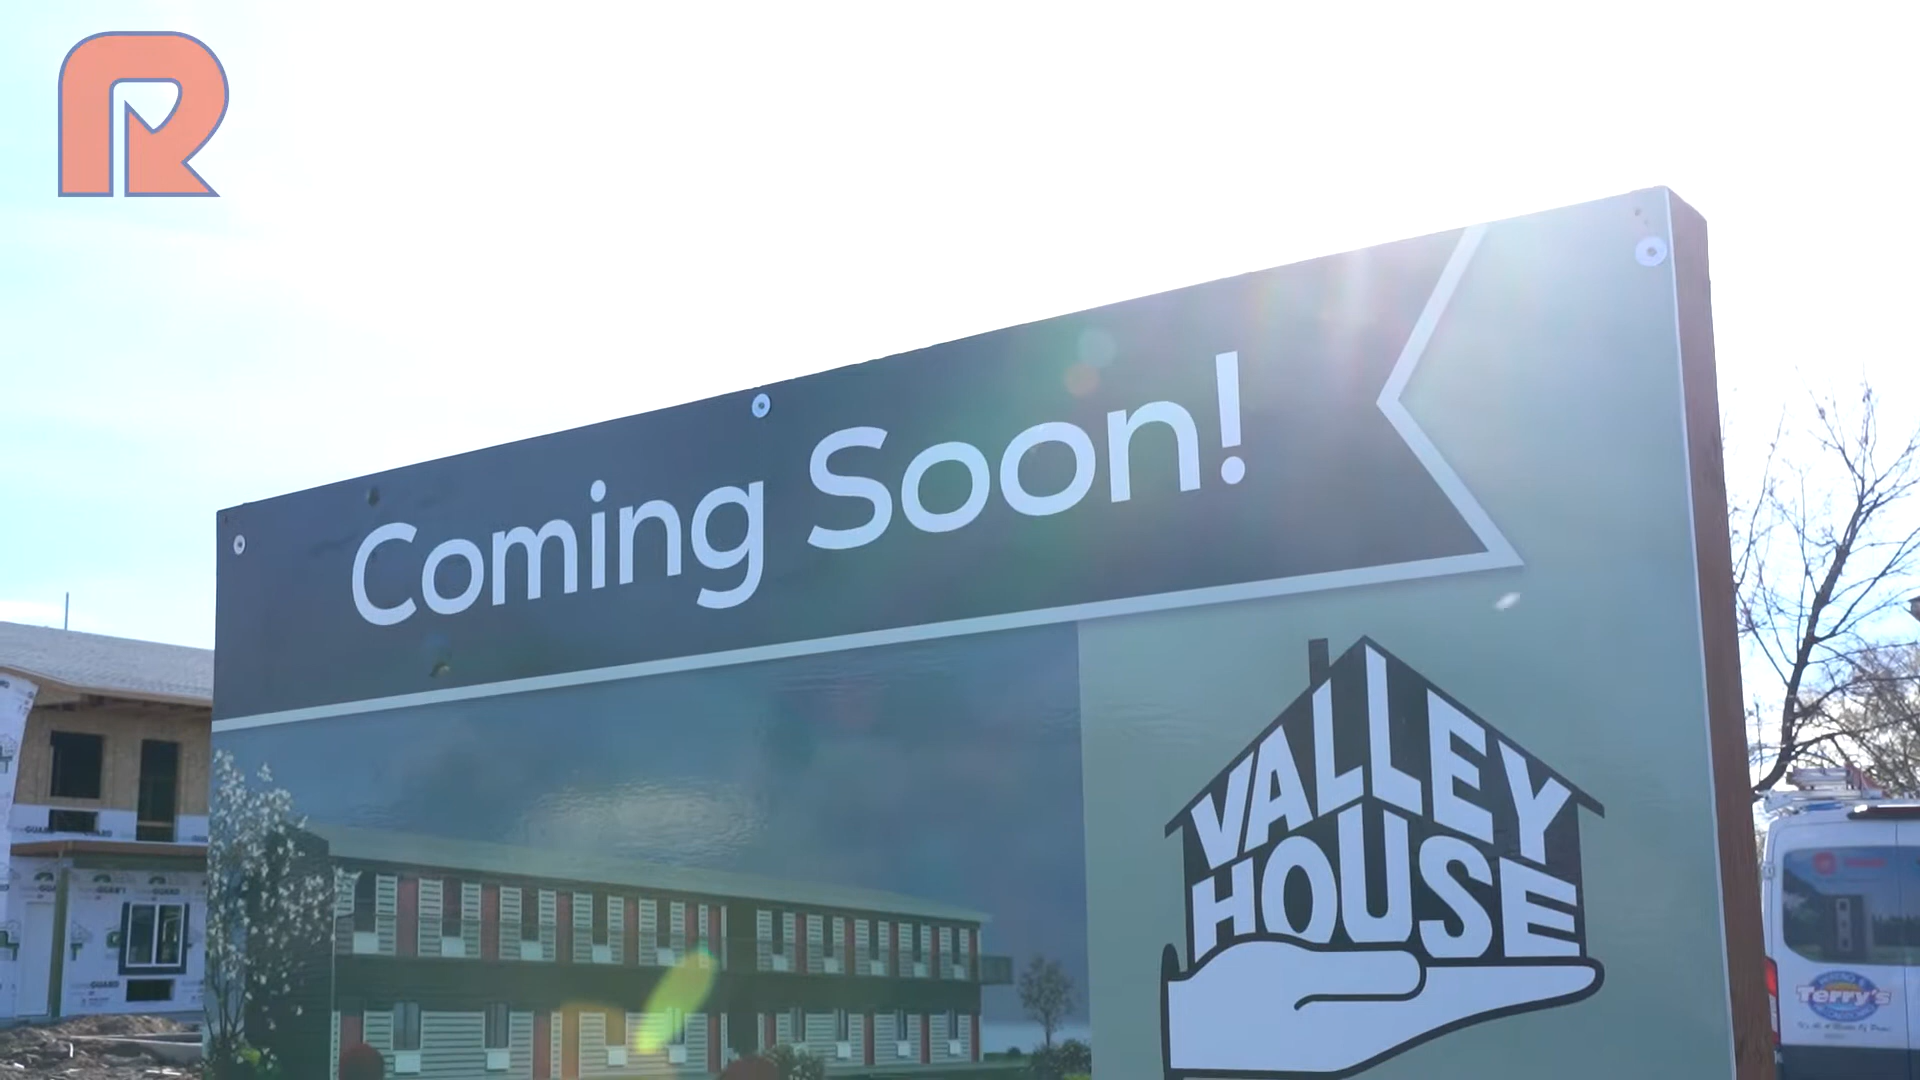 R
Coming Soon!
VALLEY
HOUSE
Terry's